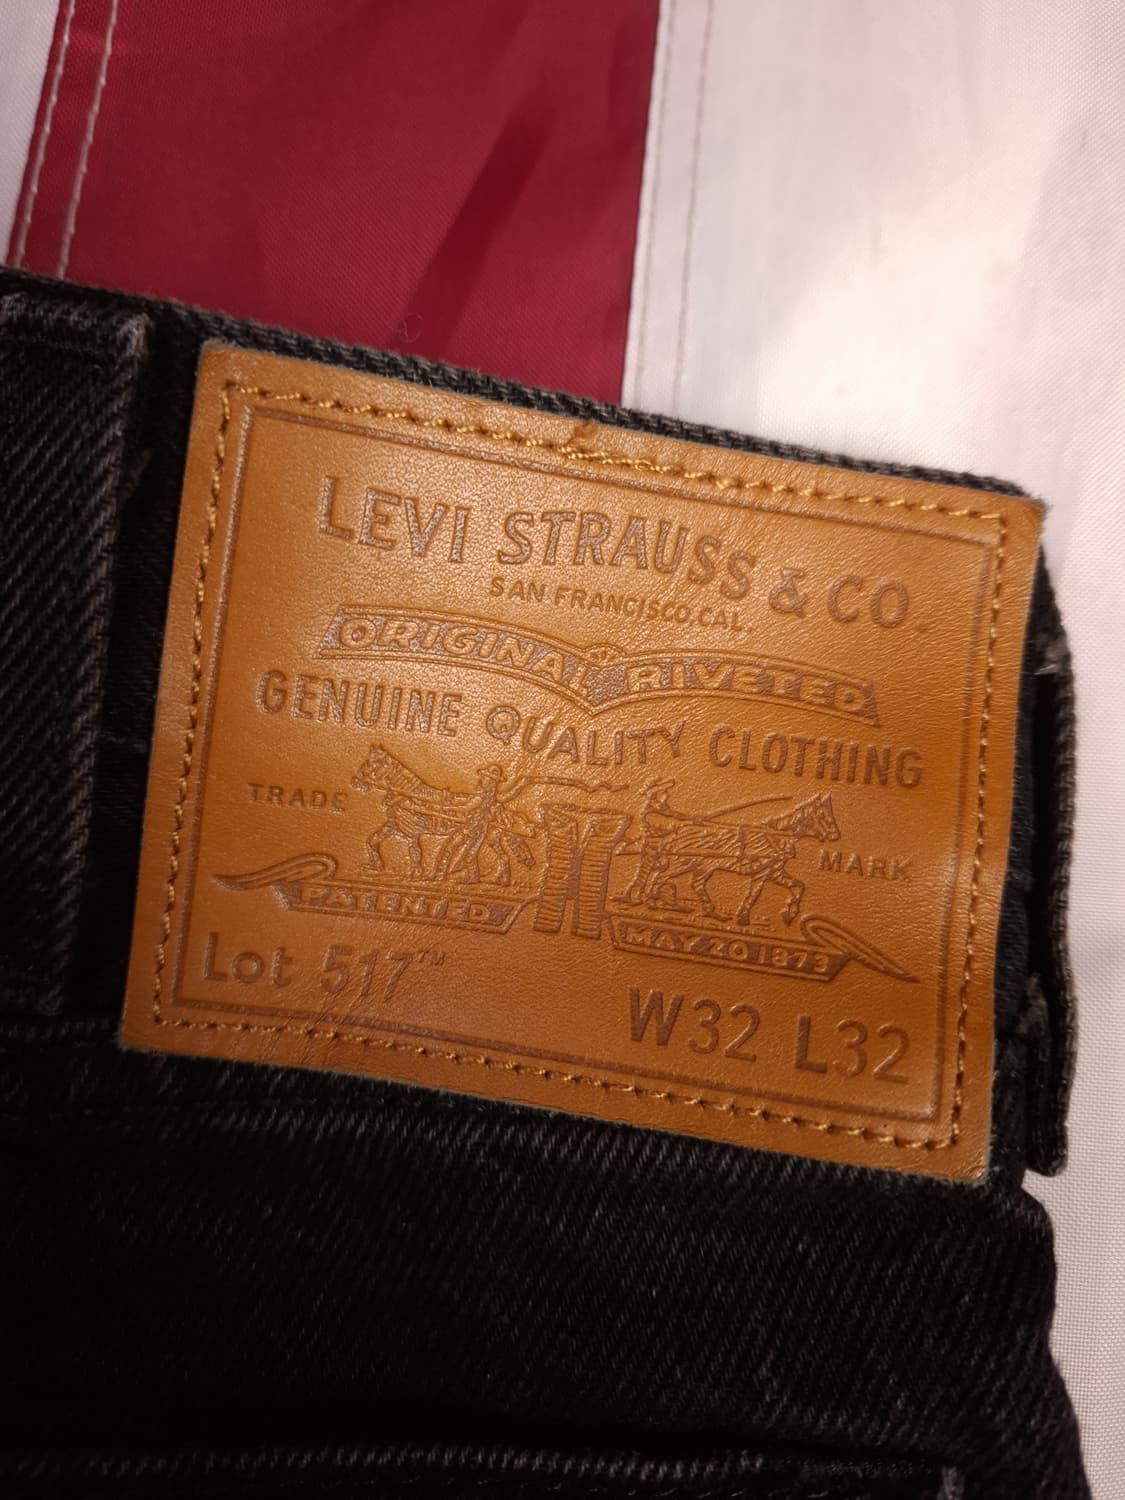 LEVI STRAUSS & CO.
SAN FRANCISCO, CAL.
ORIGINAL RIVETED
GENUINE QUALITY CLOTHING
TRADE MARK
PATENTED MAY 20 1873
Lot 517™
W32 L32